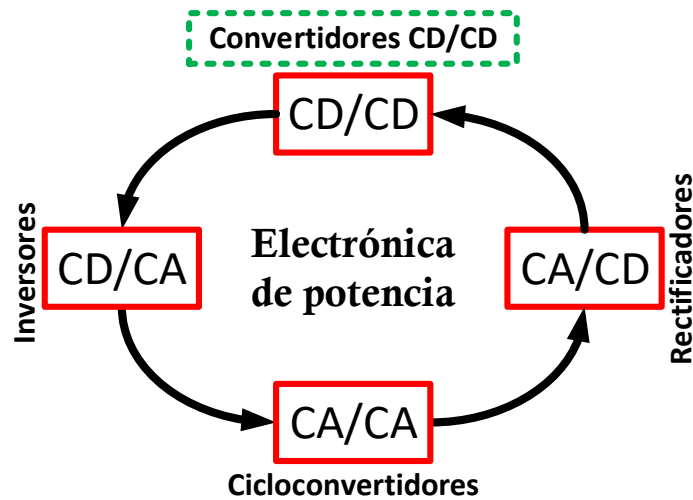 Convertidores CD/CD
CD/CD
Inversores
CD/CA
Electrónica
de potencia
CA/CD
Rectificadores
CA/CA
Cicloconvertidores